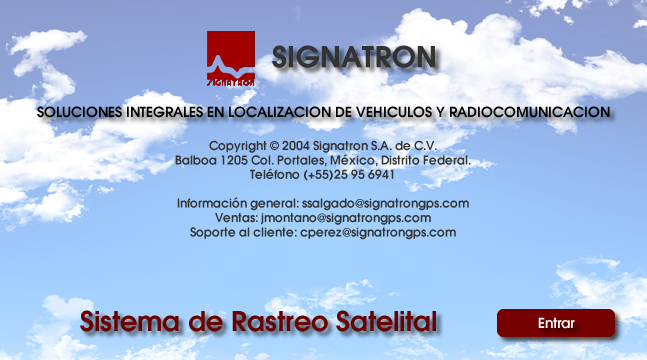 SIGNATRON
SIGNATRON
SOLUCIONES INTEGRALES EN LOCALIZACION DE VEHICULOS Y RADIOCOMUNICACION
Copyright © 2004 Signatron S.A. de C.V.
Balboa 1205 Col. Portales, México, Distrito Federal.
Teléfono (+55)25 95 6941
Información general: ssalgado@signatrongps.com
Ventas: jmontano@signatrongps.com
Soporte al cliente: cperez@signatrongps.com
Sistema de Rastreo Satelital
Entrar